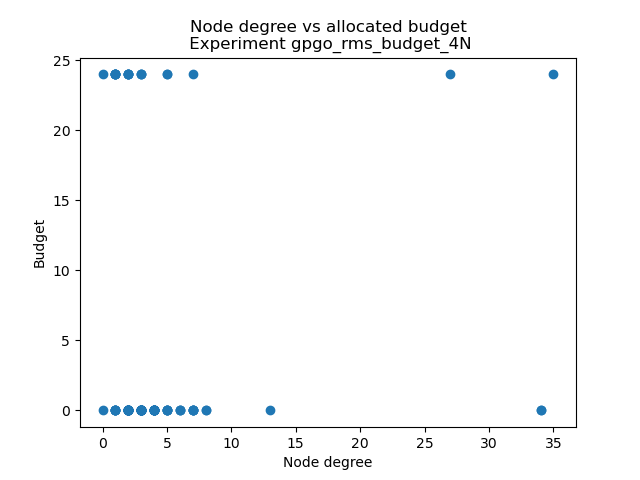 Node degree vs allocated budget
Experiment gpgo_rms_budget_4N
25
20
15
10
5
0
Budget
0 5 10 15 20 25 30 35
Node degree